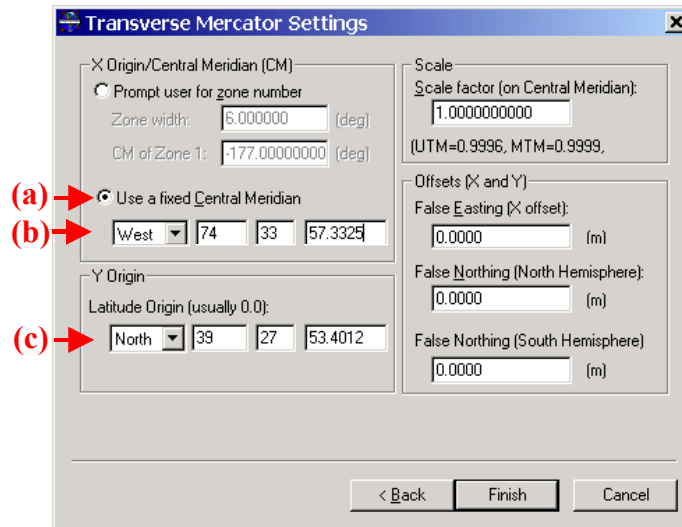 Transverse Mercator Settings
X Origin/Central Meridian (CM)
Prompt user for zone number
Zone width: 6.000000 (deg)
CM of Zone 1: -177.00000000 (deg)
(a) Use a fixed Central Meridian
(b) West 74 33 57.3325
Y Origin
Latitude Origin (usually 0.0):
(c) North 39 27 53.4012
Scale
Scale factor (on Central Meridian):
1.0000000000
(UTM=0.9996, MTM=0.9999,
Offsets (X and Y)
False Easting (X offset):
0.0000 (m)
False Northing (North Hemisphere):
0.0000 (m)
False Northing (South Hemisphere)
0.0000 (m)
< Back Finish Cancel